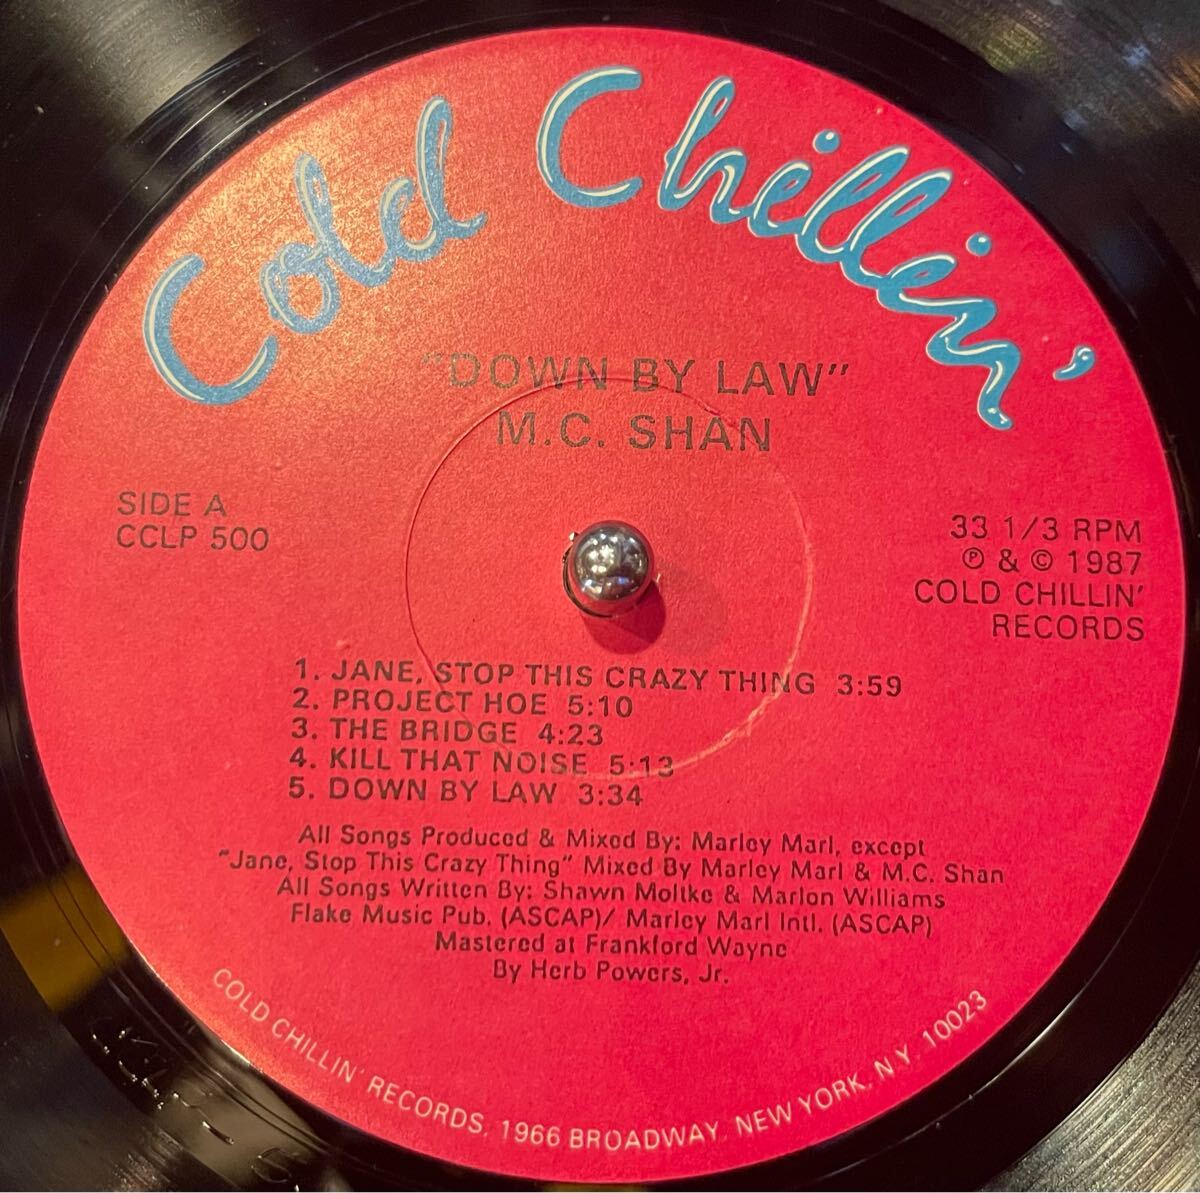 Cold Chillin'
"DOWN BY LAW"
M.C. SHAN
SIDE A
CCLP 500
33 1/3 RPM
℗ & © 1987
COLD CHILLIN'
RECORDS
1. JANE, STOP THIS CRAZY THING 3:59
2. PROJECT HOE 5:10
3. THE BRIDGE 4:23
4. KILL THAT NOISE 5:13
5. DOWN BY LAW 3:34
All Songs Produced & Mixed By: Marley Marl, except
"Jane, Stop This Crazy Thing" Mixed By Marley Marl & M.C. Shan
All Songs Written By: Shawn Moltke & Marlon Williams
Flake Music Pub. (ASCAP)/ Marley Marl Intl. (ASCAP)
Mastered at Frankford Wayne
By Herb Powers, Jr.
COLD CHILLIN' RECORDS, 1966 BROADWAY, NEW YORK, N.Y. 10023